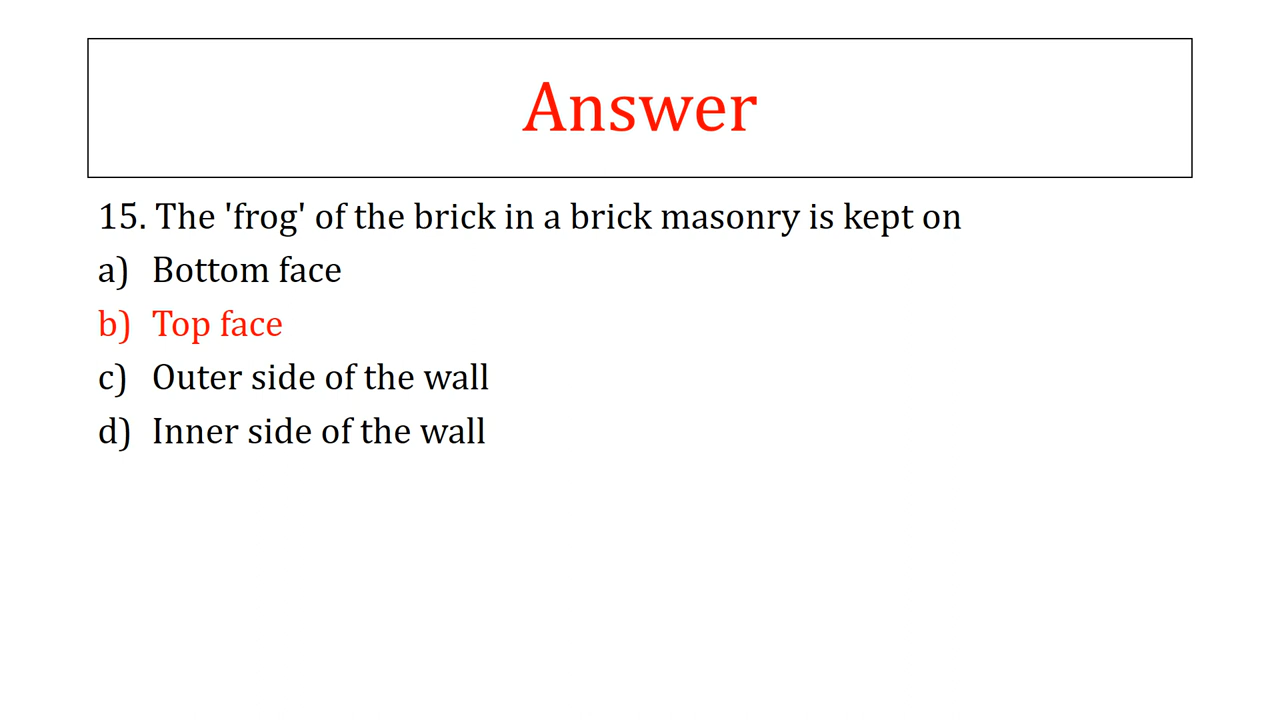 Answer
15. The 'frog' of the brick in a brick masonry is kept on
a) Bottom face
b) Top face
c) Outer side of the wall
d) Inner side of the wall